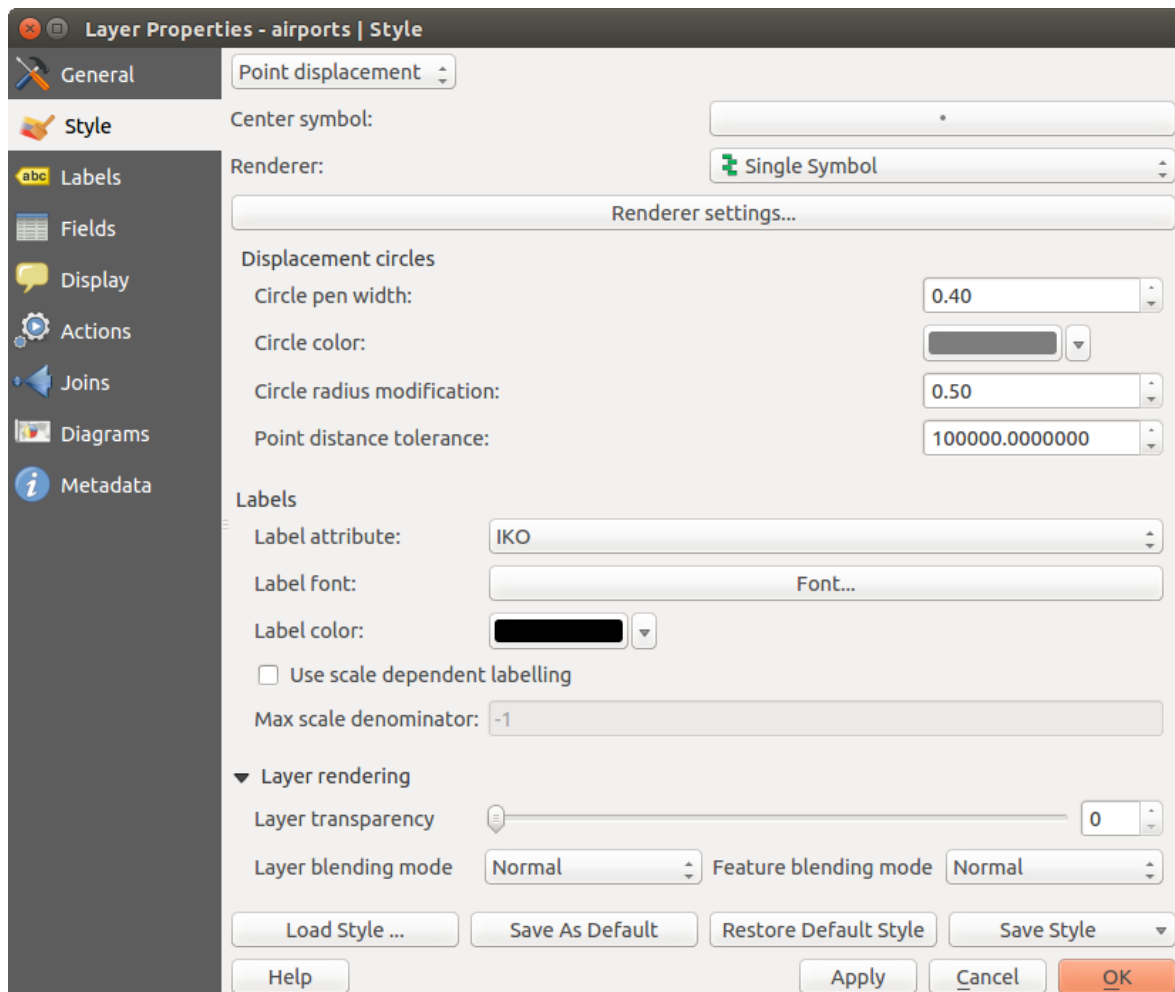 Layer Properties - airports | Style
General
Style
abc Labels
Fields
Display
Actions
Joins
Diagrams
i Metadata
Point displacement
Center symbol:
Renderer: Single Symbol
Renderer settings...
Displacement circles
Circle pen width: 0.40
Circle color:
Circle radius modification: 0.50
Point distance tolerance: 100000.0000000
Labels
Label attribute: IKO
Label font: Font...
Label color:
Use scale dependent labelling
Max scale denominator: -1
Layer rendering
Layer transparency 0
Layer blending mode Normal Feature blending mode Normal
Load Style ... Save As Default Restore Default Style Save Style
Help Apply Cancel OK